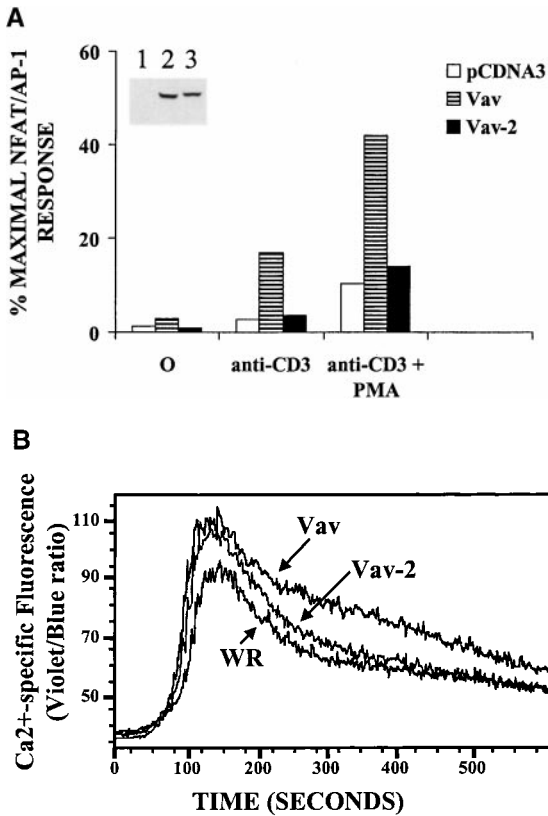 A
1 2 3
60
40
20
0
% MAXIMAL NFAT/AP-1
RESPONSE
pCDNA3
Vav
Vav-2
O
anti-CD3
anti-CD3 +
PMA
B
Ca2+-specific Fluorescence
(Violet/Blue ratio)
110
90
70
50
Vav
Vav-2
WR
0 100 200 300 400 500
TIME (SECONDS)